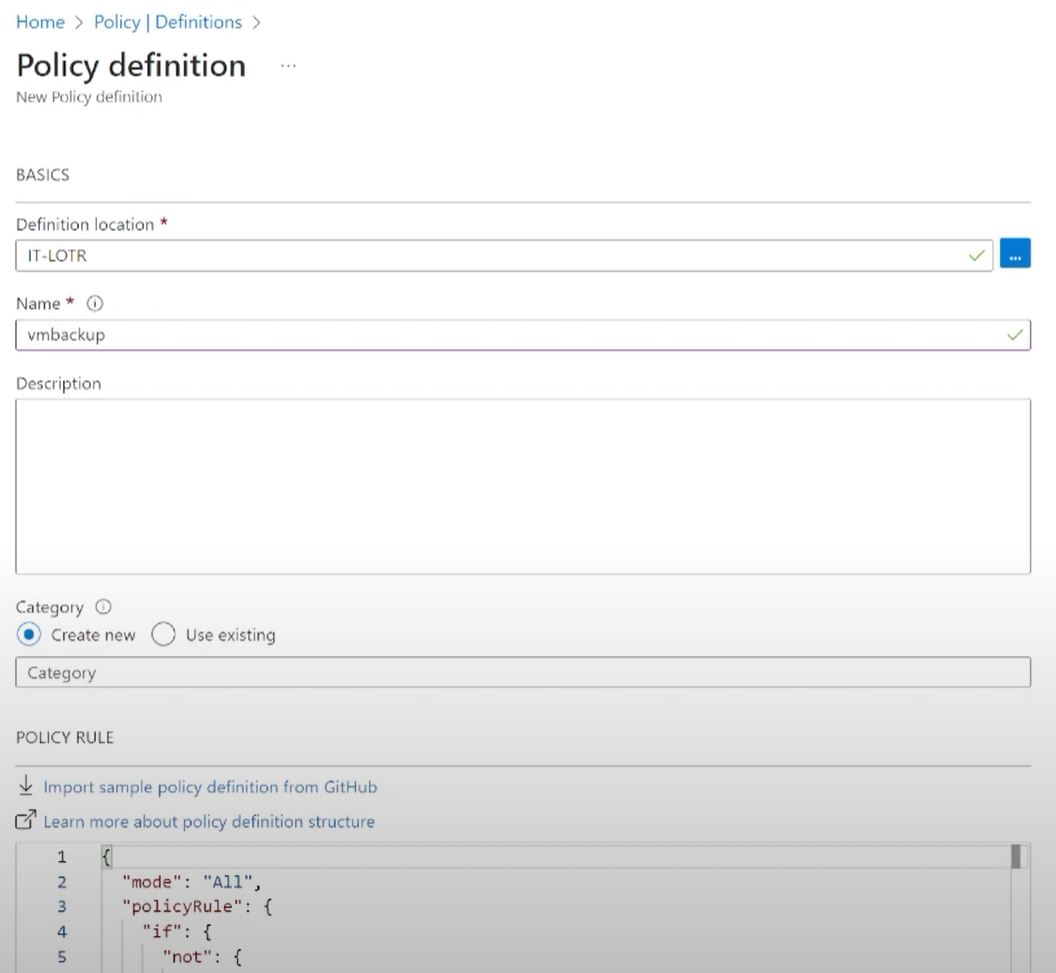 Home > Policy | Definitions >
Policy definition ...
New Policy definition
BASICS
Definition location *
IT-LOTR
...
Name *
vmbackup
Description
Category
Create new Use existing
Category
POLICY RULE
Import sample policy definition from GitHub
Learn more about policy definition structure
1 {
2 "mode": "All",
3 "policyRule": {
4 "if": {
5 "not": {